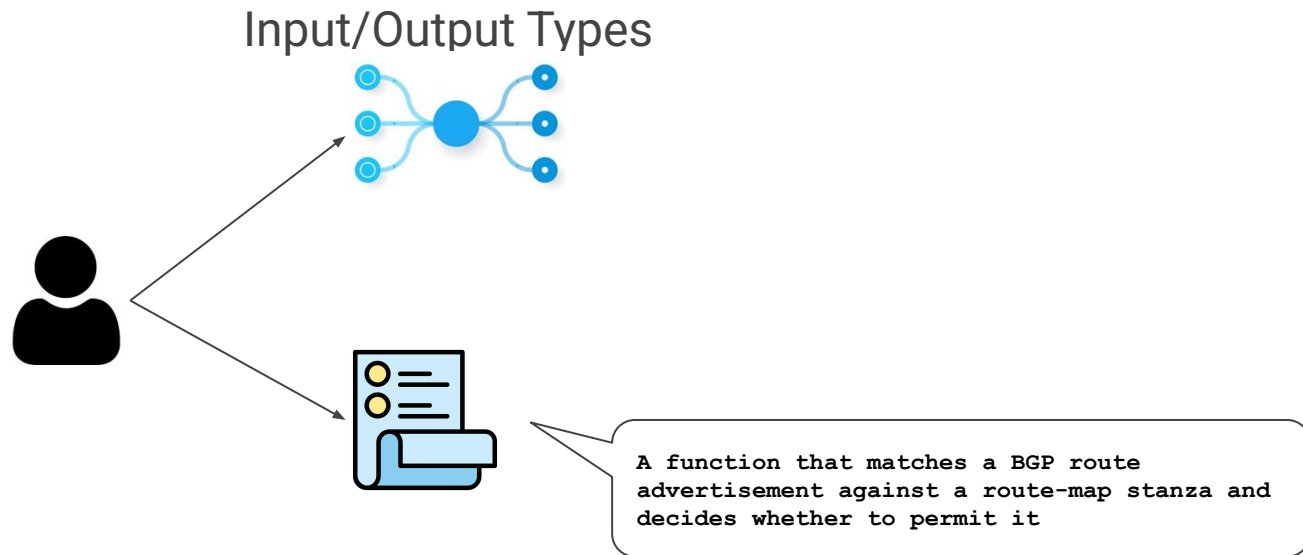 Input/Output Types
A function that matches a BGP route
advertisement against a route-map stanza and
decides whether to permit it